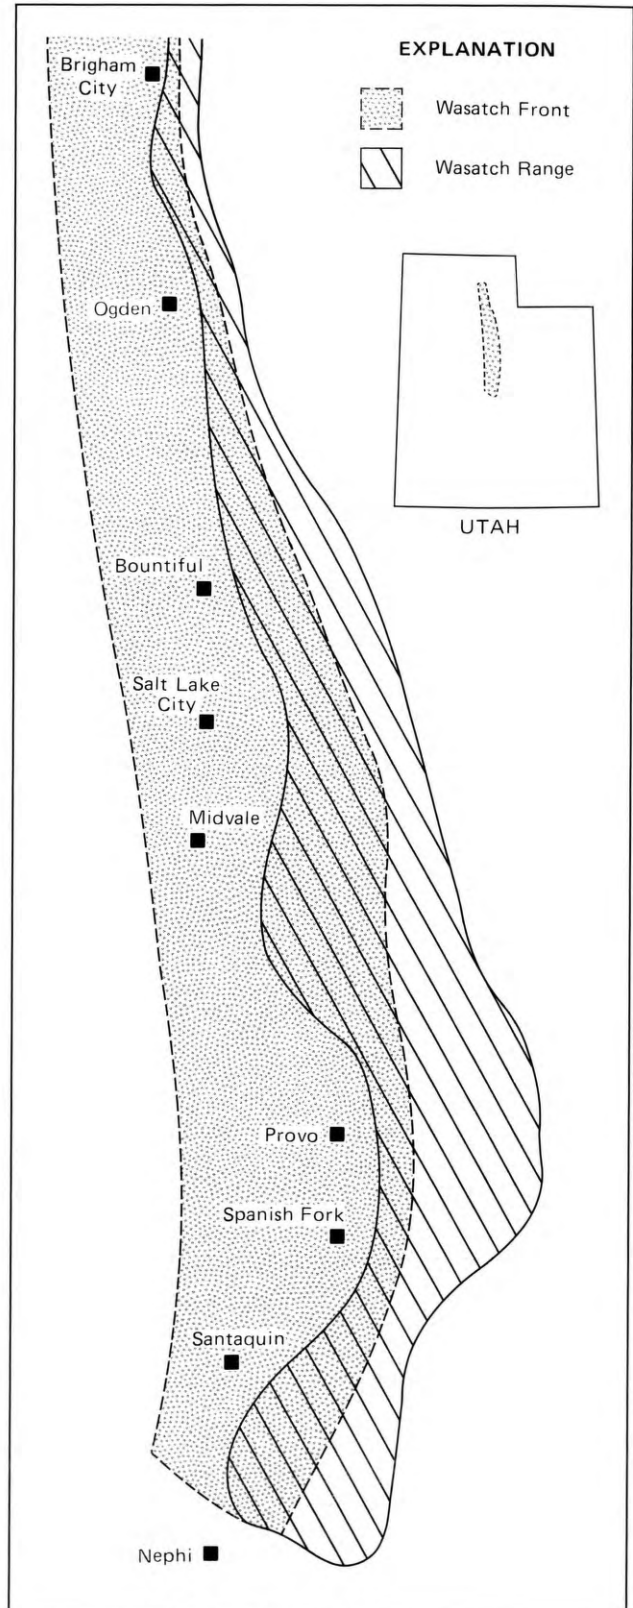 EXPLANATION
Wasatch Front
Wasatch Range
UTAH
Brigham
City
Ogden
Bountiful
Salt Lake
City
Midvale
Provo
Spanish Fork
Santaquin
Nephi